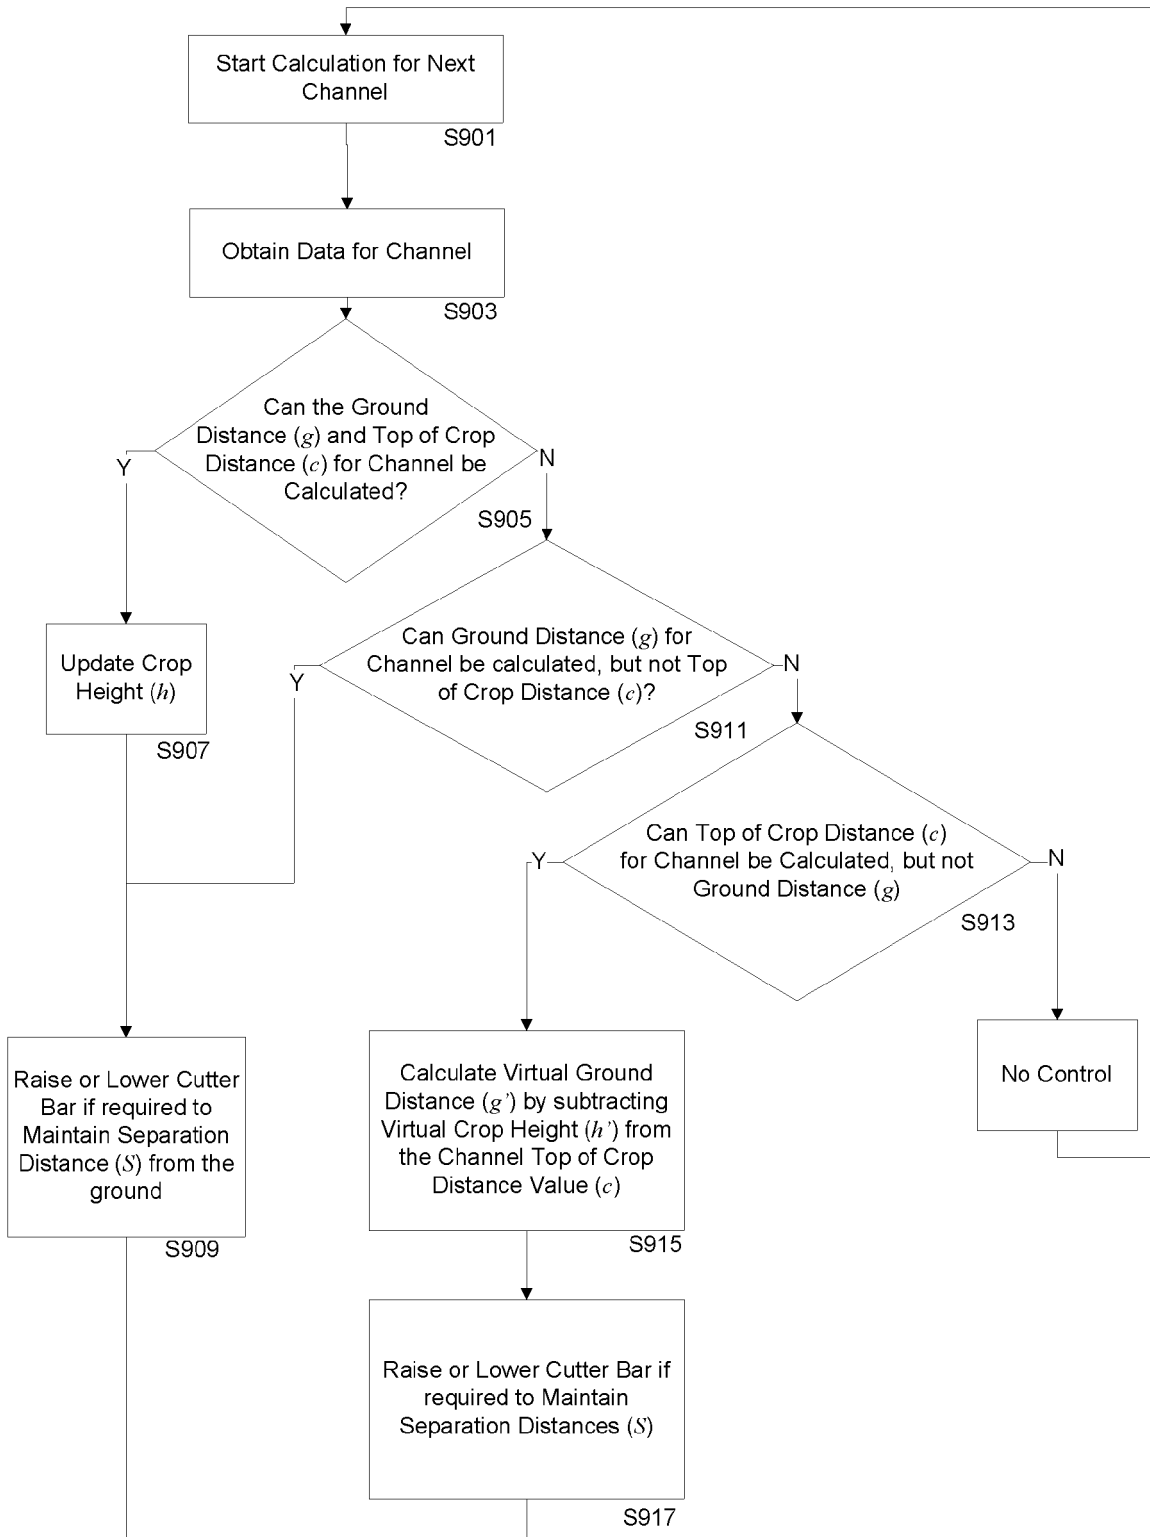 Start Calculation for Next
Channel
S901
Obtain Data for Channel
S903
Can the Ground
Distance (g) and Top of Crop
Distance (c) for Channel be
Calculated?
Y
N
S905
Update Crop
Height (h)
S907
Can Ground Distance (g) for
Channel be calculated, but not Top
of Crop Distance (c)?
Y
N
S911
Can Top of Crop Distance (c)
for Channel be Calculated, but not
Ground Distance (g)
Y
N
S913
Raise or Lower Cutter
Bar if required to
Maintain Separation
Distance (S) from the
ground
S909
Calculate Virtual Ground
Distance (g’) by subtracting
Virtual Crop Height (h’) from
the Channel Top of Crop
Distance Value (c)
S915
No Control
Raise or Lower Cutter Bar if
required to Maintain
Separation Distances (S)
S917